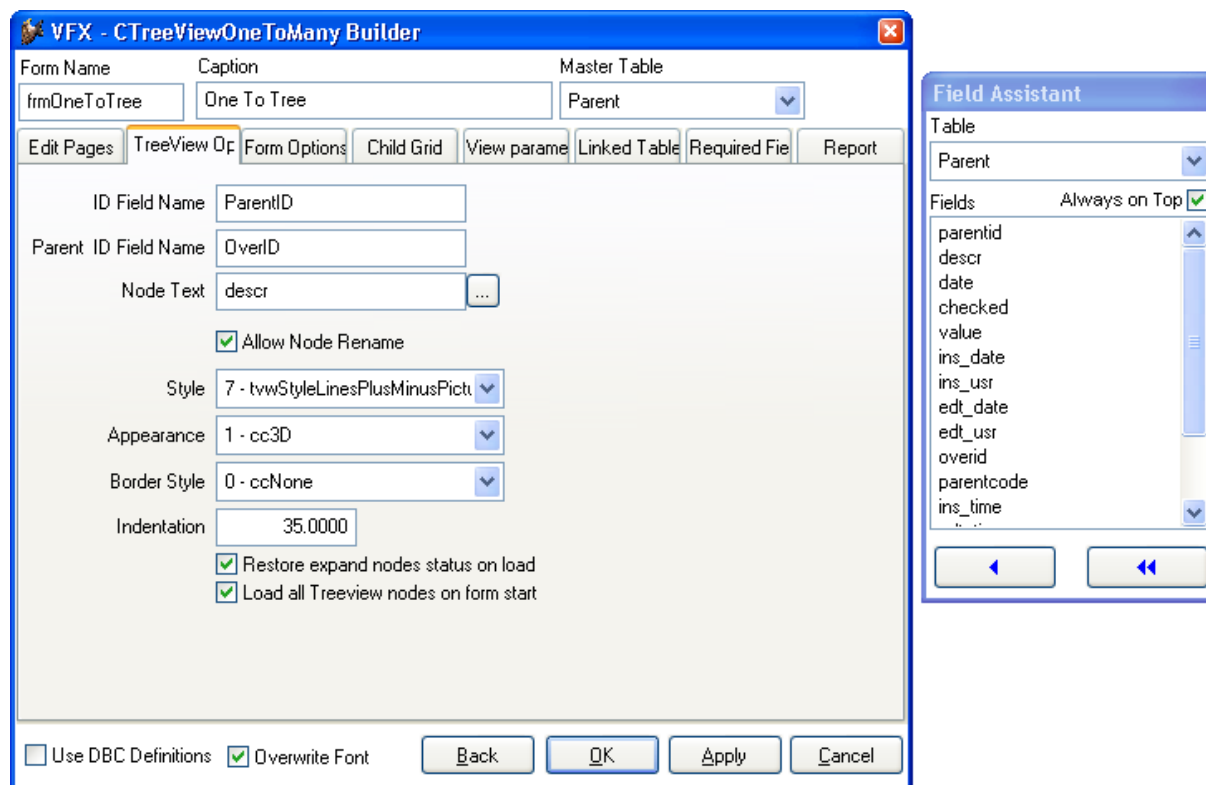 VFX - CTreeViewOneToMany Builder
Form Name Caption Master Table
frmOneToTree One To Tree Parent
Edit Pages TreeView Op Form Options Child Grid View parame Linked Table Required Fie Report
ID Field Name ParentID
Parent ID Field Name OverID
Node Text descr ...
Allow Node Rename
Style 7 - tvwStyleLinesPlusMinusPictu
Appearance 1 - cc3D
Border Style 0 - ccNone
Indentation 35.0000
Restore expand nodes status on load
Load all Treeview nodes on form start
Use DBC Definitions Overwrite Font Back OK Apply Cancel
Field Assistant
Table
Parent
Fields Always on Top
parentid
descr
date
checked
value
ins_date
ins_usr
edt_date
edt_usr
overid
parentcode
ins_time